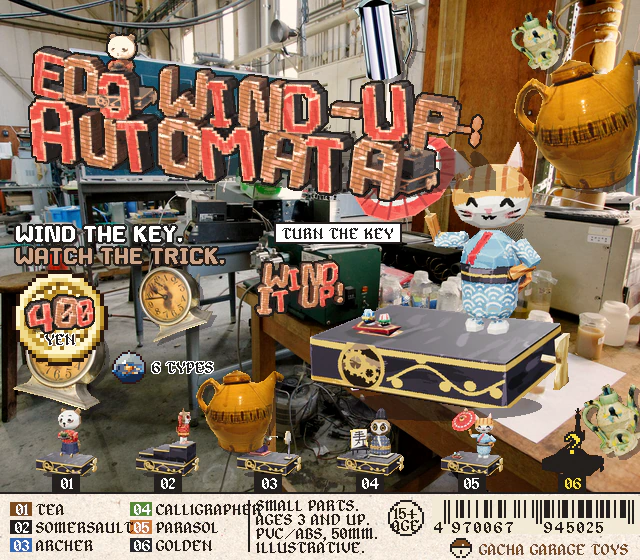 EDO WIND-UP
AUTOMATA
WIND THE KEY.
WATCH THE TRICK.
TURN THE KEY
WIND
IT UP!
400
YEN
6 TYPES
01
02
03
04
05
06
01 TEA
02 SOMERSAULT
03 ARCHER
04 CALLIGRAPHER
05 PARASOL
06 GOLDEN
SMALL PARTS.
AGES 3 AND UP.
PVC/ABS, 50MM.
ILLUSTRATIVE.
15+
AGE
4 970067 945025
GACHA GARAGE TOYS